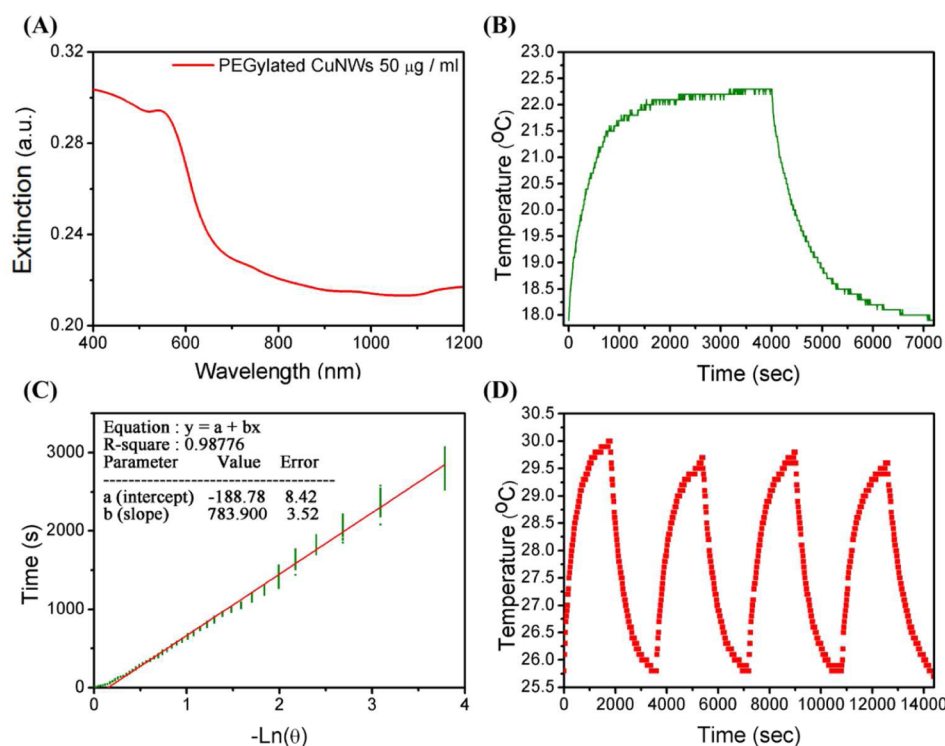 (A)
0.32
0.28
0.24
0.20
Extinction (a.u.)
PEGylated CuNWs 50 μg / ml
400 600 800 1000 1200
Wavelength (nm)
(B)
23.0
22.5
22.0
21.5
21.0
20.5
20.0
19.5
19.0
18.5
18.0
Temperature (°C)
0 1000 2000 3000 4000 5000 6000 7000
Time (sec)
(C)
3000
2000
1000
0
Time (s)
Equation : y = a + bx
R-square : 0.98776
Parameter Value Error
------------------------------------
a (intercept) -188.78 8.42
b (slope) 783.900 3.52
0 1 2 3 4
-Ln(θ)
(D)
30.5
30.0
29.5
29.0
28.5
28.0
27.5
27.0
26.5
26.0
25.5
Temperature (°C)
0 2000 4000 6000 8000 10000 14000
Time (sec)